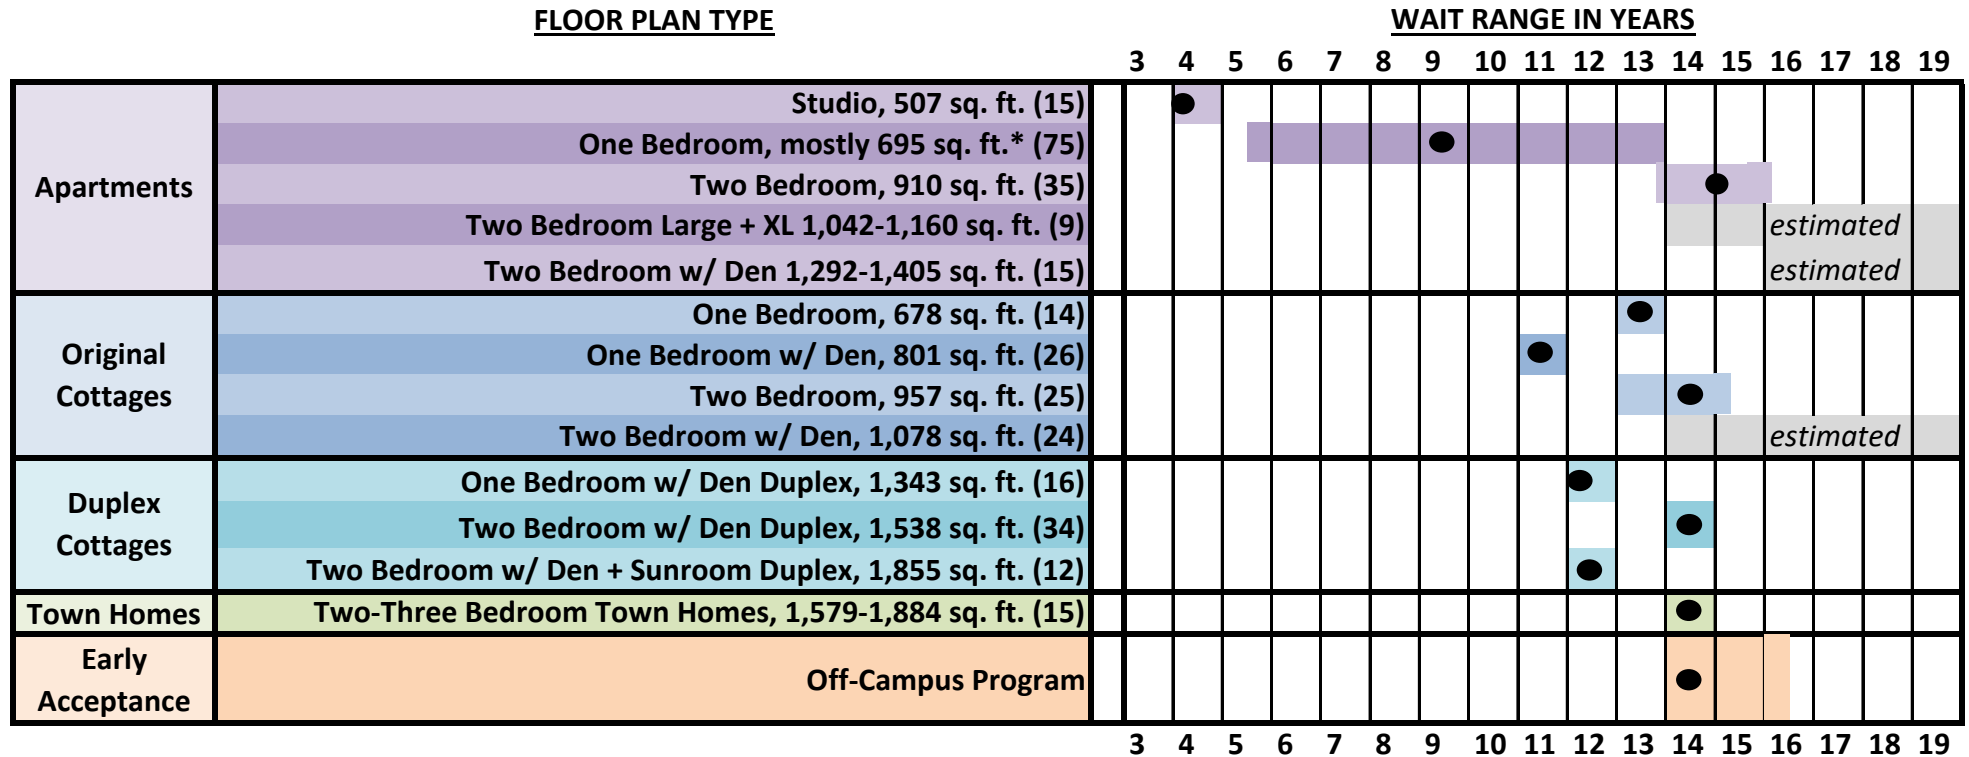 FLOOR PLAN TYPE WAIT RANGE IN YEARS
3 4 5 6 7 8 9 10 11 12 13 14 15 16 17 18 19
Apartments
Studio, 507 sq. ft. (15)
One Bedroom, mostly 695 sq. ft.* (75)
Two Bedroom, 910 sq. ft. (35)
Two Bedroom Large + XL 1,042-1,160 sq. ft. (9) estimated
Two Bedroom w/ Den 1,292-1,405 sq. ft. (15) estimated
Original
Cottages
One Bedroom, 678 sq. ft. (14)
One Bedroom w/ Den, 801 sq. ft. (26)
Two Bedroom, 957 sq. ft. (25)
Two Bedroom w/ Den, 1,078 sq. ft. (24) estimated
Duplex
Cottages
One Bedroom w/ Den Duplex, 1,343 sq. ft. (16)
Two Bedroom w/ Den Duplex, 1,538 sq. ft. (34)
Two Bedroom w/ Den + Sunroom Duplex, 1,855 sq. ft. (12)
Town Homes Two-Three Bedroom Town Homes, 1,579-1,884 sq. ft. (15)
Early
Acceptance
Off-Campus Program
3 4 5 6 7 8 9 10 11 12 13 14 15 16 17 18 19